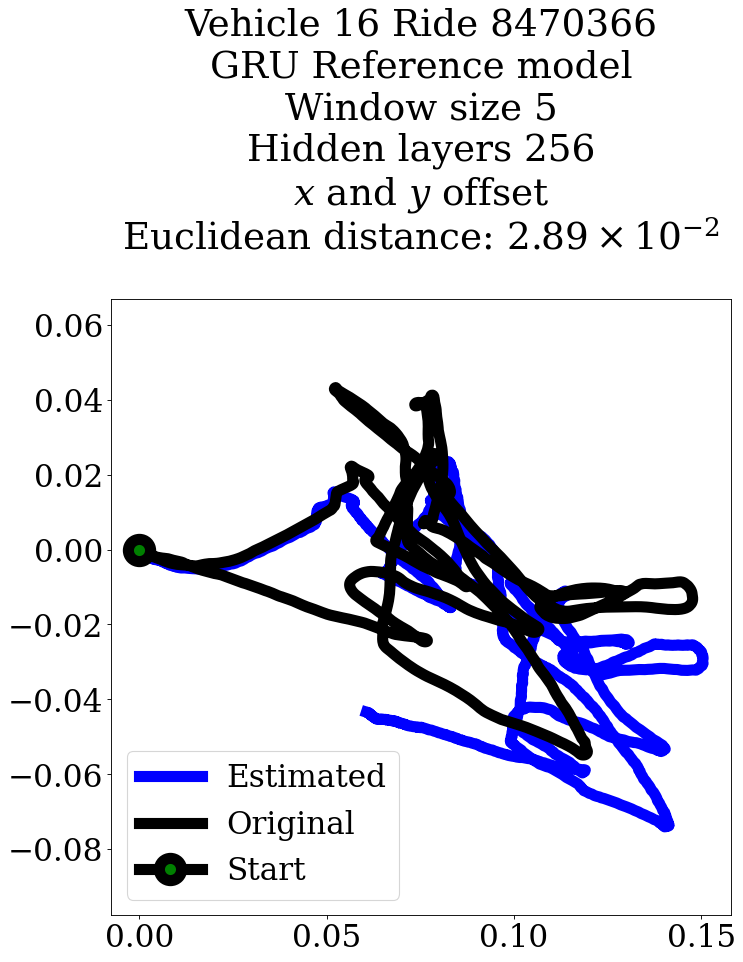 Vehicle 16 Ride 8470366
GRU Reference model
Window size 5
Hidden layers 256
x and y offset
Euclidean distance: 2.89 × 10⁻²
0.06
0.04
0.02
0.00
−0.02
−0.04
−0.06
−0.08
Estimated
Original
Start
0.00 0.05 0.10 0.15